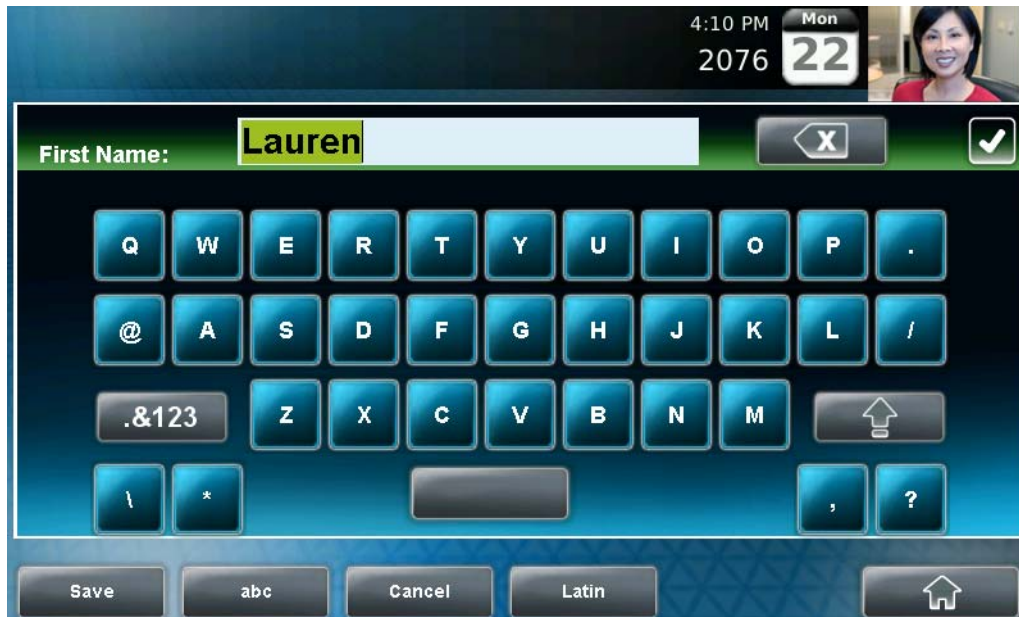 4:10 PM Mon
2076 22
First Name: Lauren X
Q W E R T Y U I O P .
@ A S D F G H J K L /
.&123 Z X C V B N M
\ * , ?
Save abc Cancel Latin